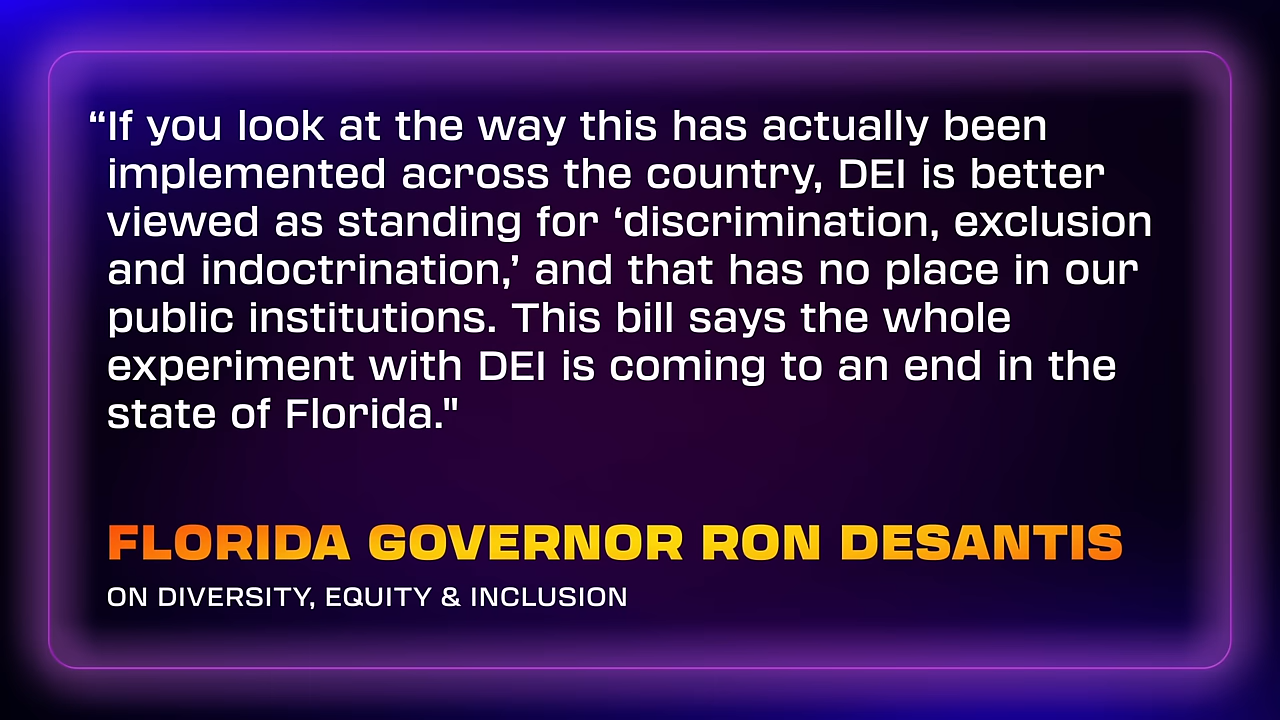 “If you look at the way this has actually been
implemented across the country, DEI is better
viewed as standing for ‘discrimination, exclusion
and indoctrination,’ and that has no place in our
public institutions. This bill says the whole
experiment with DEI is coming to an end in the
state of Florida."
FLORIDA GOVERNOR RON DESANTIS
ON DIVERSITY, EQUITY & INCLUSION